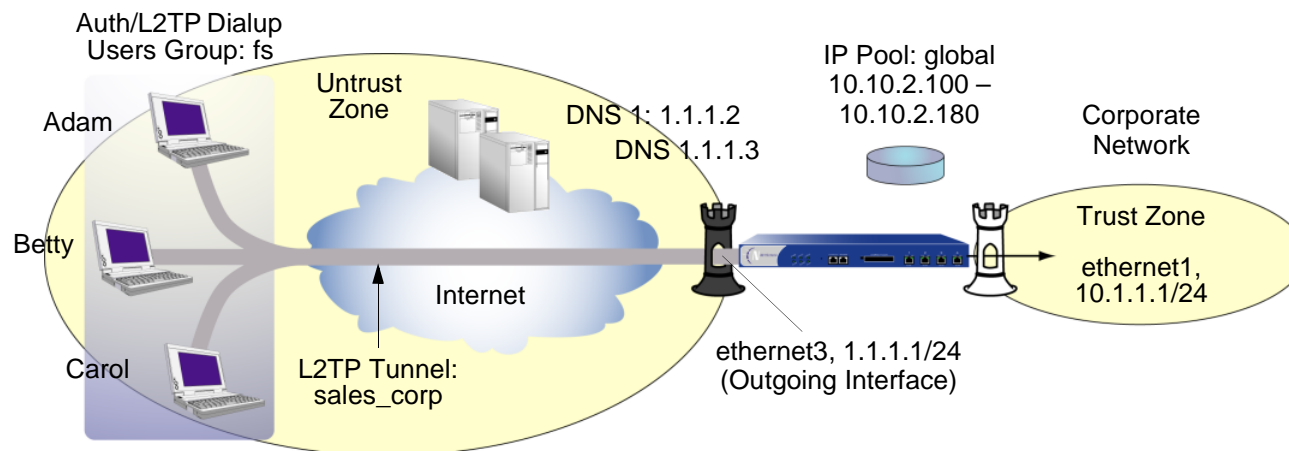 Auth/L2TP Dialup
Users Group: fs
Adam
Betty
Carol
Untrust
Zone
DNS 1: 1.1.1.2
DNS 1.1.1.3
IP Pool: global
10.10.2.100 –
10.10.2.180
Corporate
Network
Trust Zone
ethernet1,
10.1.1.1/24
Internet
L2TP Tunnel:
sales_corp
ethernet3, 1.1.1.1/24
(Outgoing Interface)